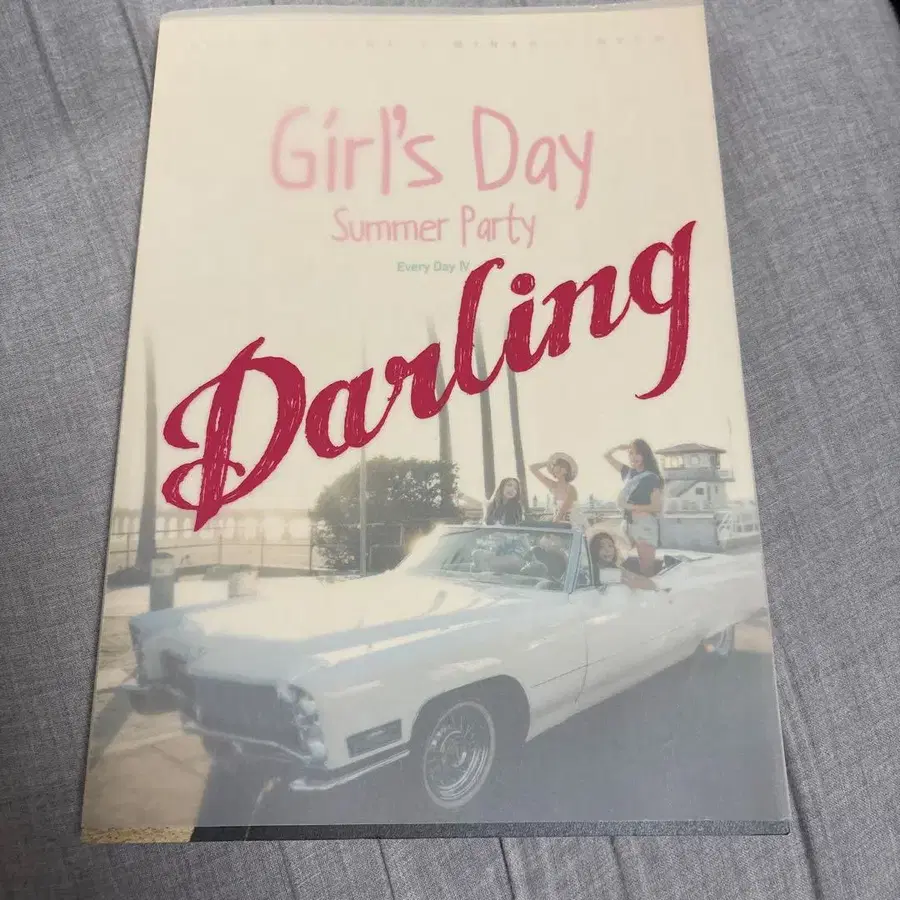 Girl's Day
Summer Party
Every Day IV
Darling